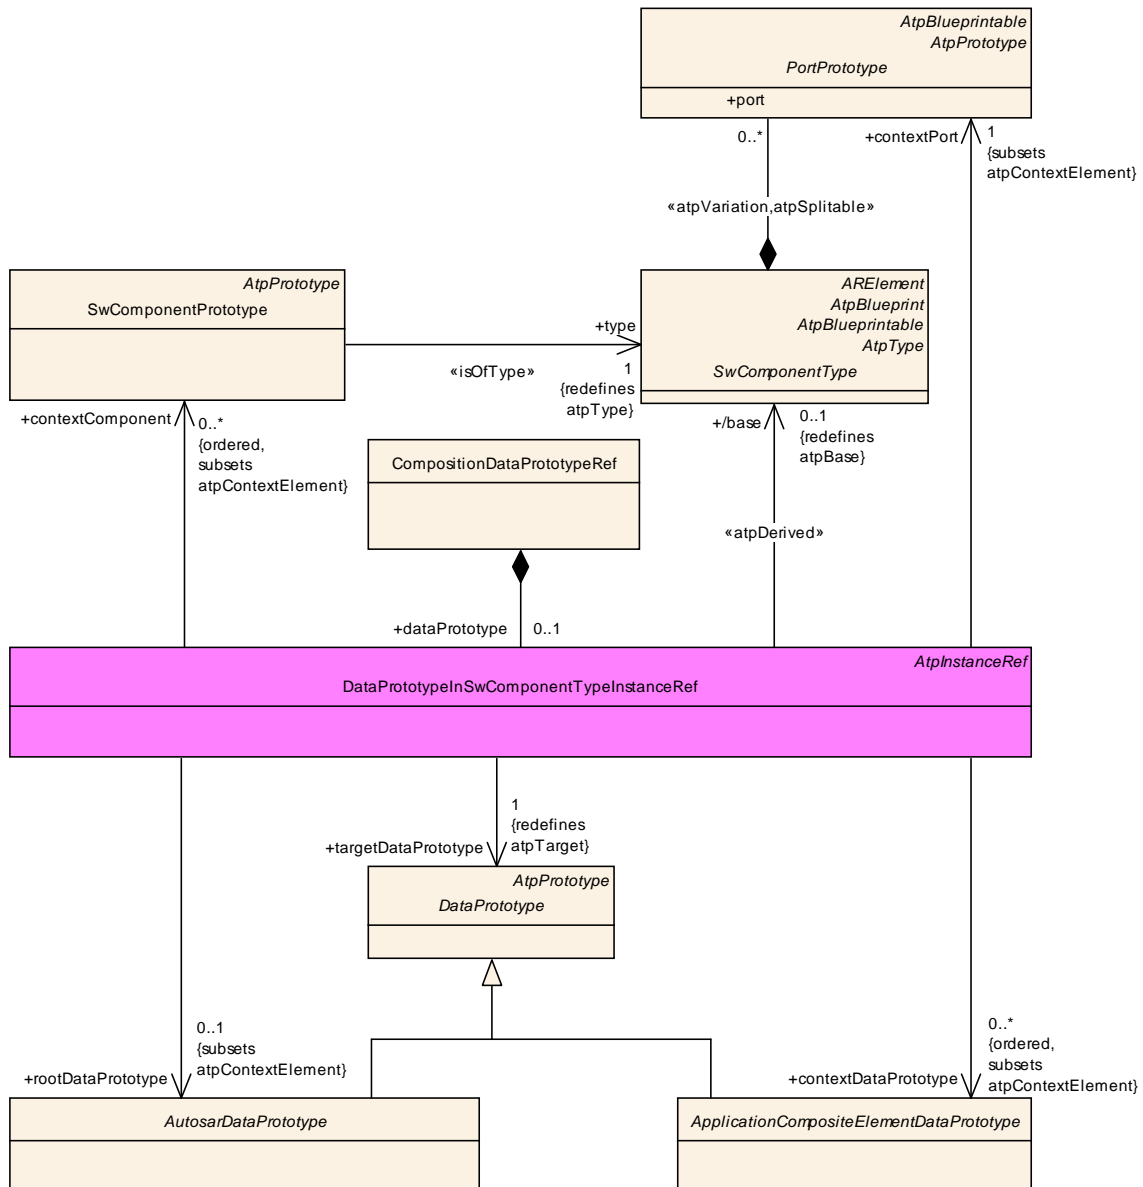 AtpBlueprintable
AtpPrototype
PortPrototype
+port
0..*
+contextPort
1
{subsets
atpContextElement}
«atpVariation,atpSplitable»
AtpPrototype
SwComponentPrototype
ARElement
AtpBlueprint
AtpBlueprintable
AtpType
SwComponentType
+type
«isOfType»
1
{redefines
atpType}
+contextComponent
0..*
{ordered,
subsets
atpContextElement}
+/base
0..1
{redefines
atpBase}
CompositionDataPrototypeRef
«atpDerived»
+dataPrototype
0..1
AtpInstanceRef
DataPrototypeInSwComponentTypeInstanceRef
1
{redefines
atpTarget}
+targetDataPrototype
AtpPrototype
DataPrototype
0..1
{subsets
atpContextElement}
+rootDataPrototype
0..*
{ordered,
subsets
atpContextElement}
+contextDataPrototype
AutosarDataPrototype
ApplicationCompositeElementDataPrototype